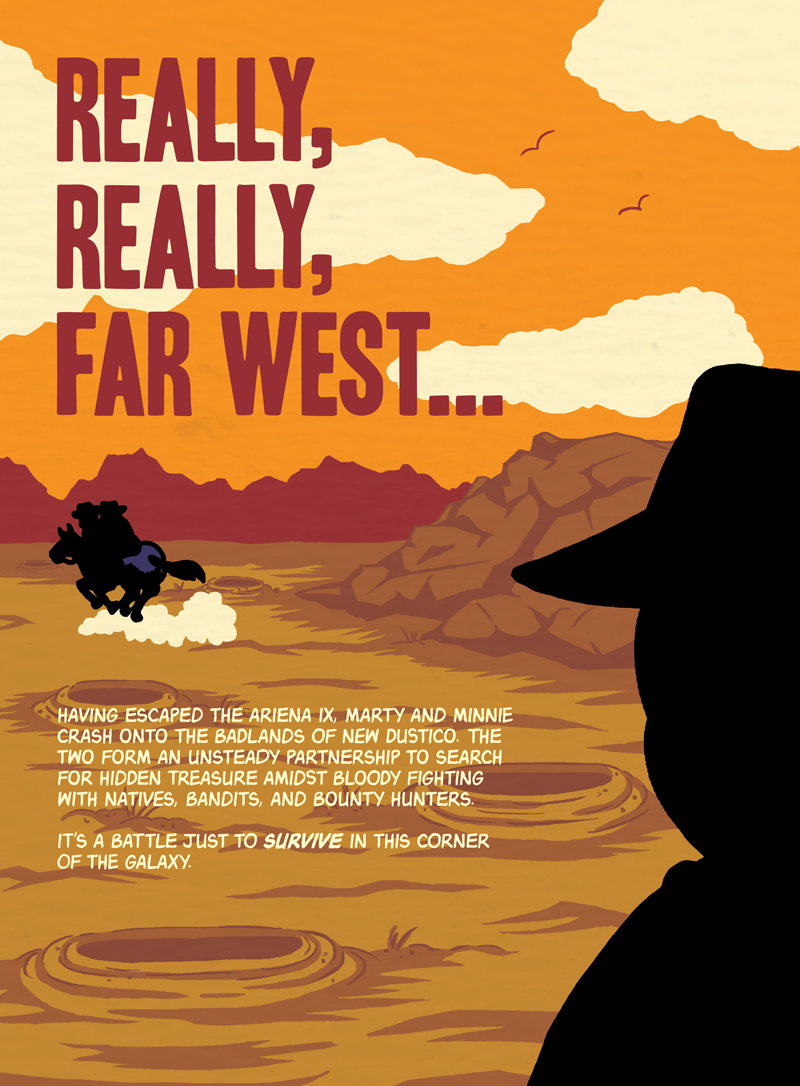 REALLY,
REALLY,
FAR WEST...
HAVING ESCAPED THE ARIENA IX, MARTY AND MINNIE
CRASH ONTO THE BADLANDS OF NEW DUSTICO. THE
TWO FORM AN UNSTEADY PARTNERSHIP TO SEARCH
FOR HIDDEN TREASURE AMIDST BLOODY FIGHTING
WITH NATIVES, BANDITS, AND BOUNTY HUNTERS.
IT'S A BATTLE JUST TO SURVIVE IN THIS CORNER
OF THE GALAXY.